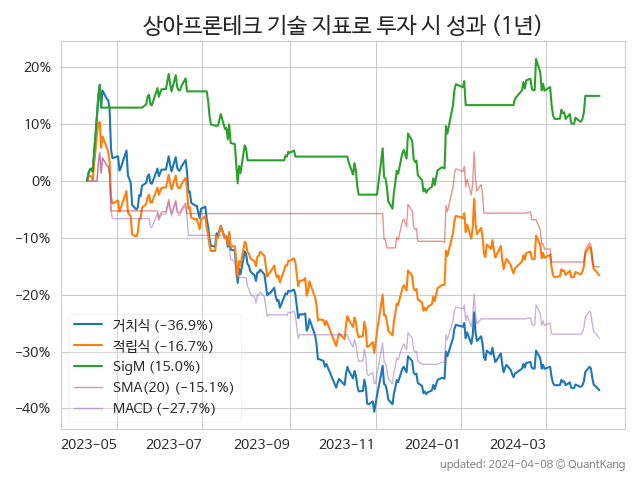 상아프론테크 기술 지표로 투자 시 성과 (1년)
20%
10%
0%
−10%
−20%
−30%
−40%
거치식 (−36.9%)
적립식 (−16.7%)
SigM (15.0%)
SMA(20) (−15.1%)
MACD (−27.7%)
2023-05 2023-07 2023-09 2023-11 2024-01 2024-03
updated: 2024-04-08 © QuantKang